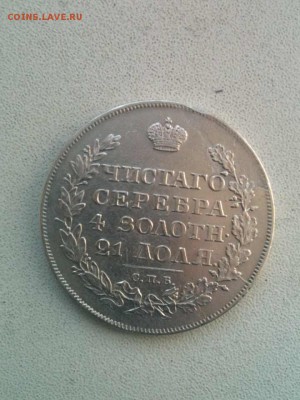 COINS.LAVE.RU
ЧИСТАГО
СЕРЕБРА
4 ЗОЛОТН.
21 ДОЛЯ.
С.П.Б.